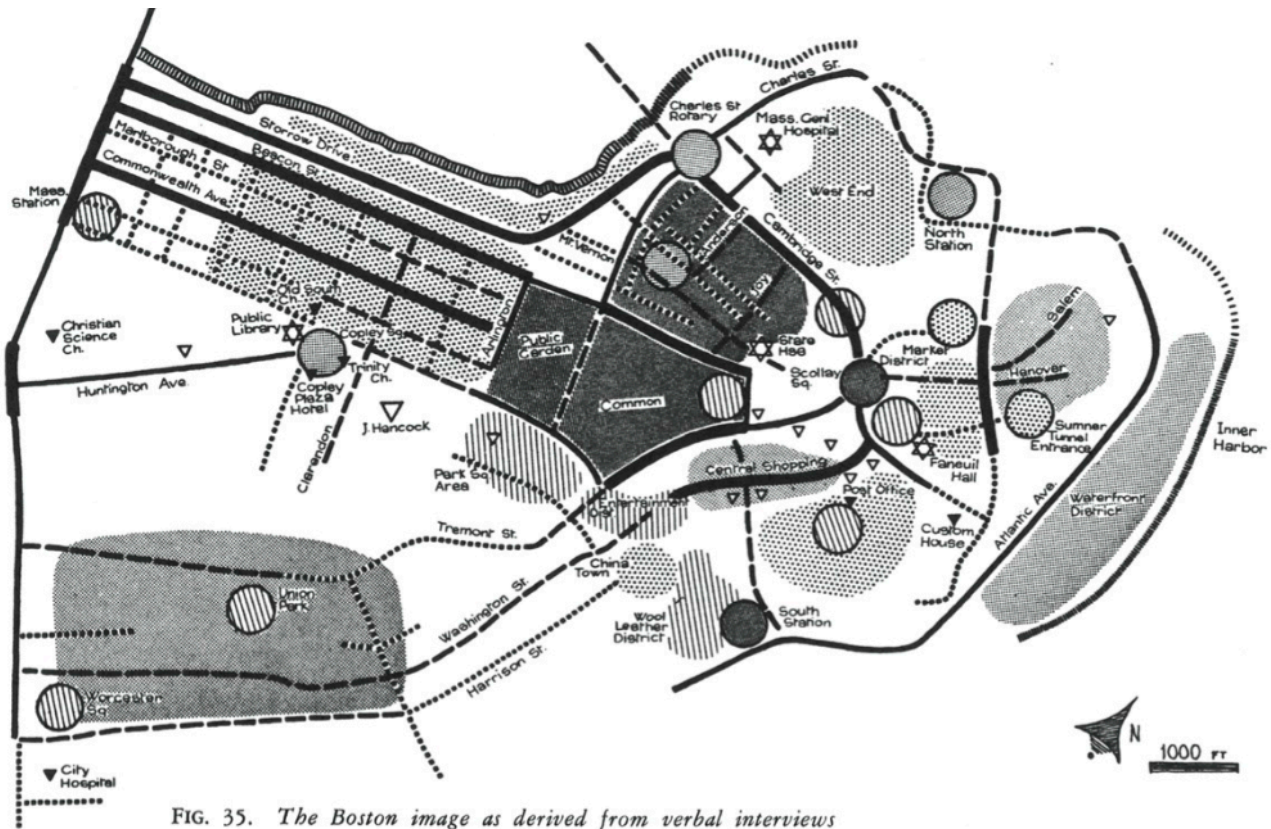 Charles St.
Charles St
Rotary
Mass. Genl
Hospital
Storrow Drive
Beacon St.
Marlborough St
Commonwealth Ave.
West End
Mass.
Station
North
Station
Mt. Vernon
Cambridge St.
Joy
Salem
Old South
Ch.
Public
Library
Copley Sq.
Arlington
Public
Garden
State
Hse
Market
District
Scollay
Sq.
Hanover
Christian
Science
Ch.
Trinity
Ch.
Common
Huntington Ave.
Copley
Plaza
Hotel
J. Hancock
Clarendon
Sumner
Tunnel
Entrance
Inner
Harbor
Faneuil
Hall
Central Shopping
Park Sq.
Area
Post Office
Waterfront
District
Entertainment
Custom
House
Atlantic Ave.
Tremont St.
China
Town
Union
Park
Washington St.
Wool
Leather
District
South
Station
Harrison St.
Worcester
Sq
City
Hospital
N
1000 FT
FIG. 35. The Boston image as derived from verbal interviews